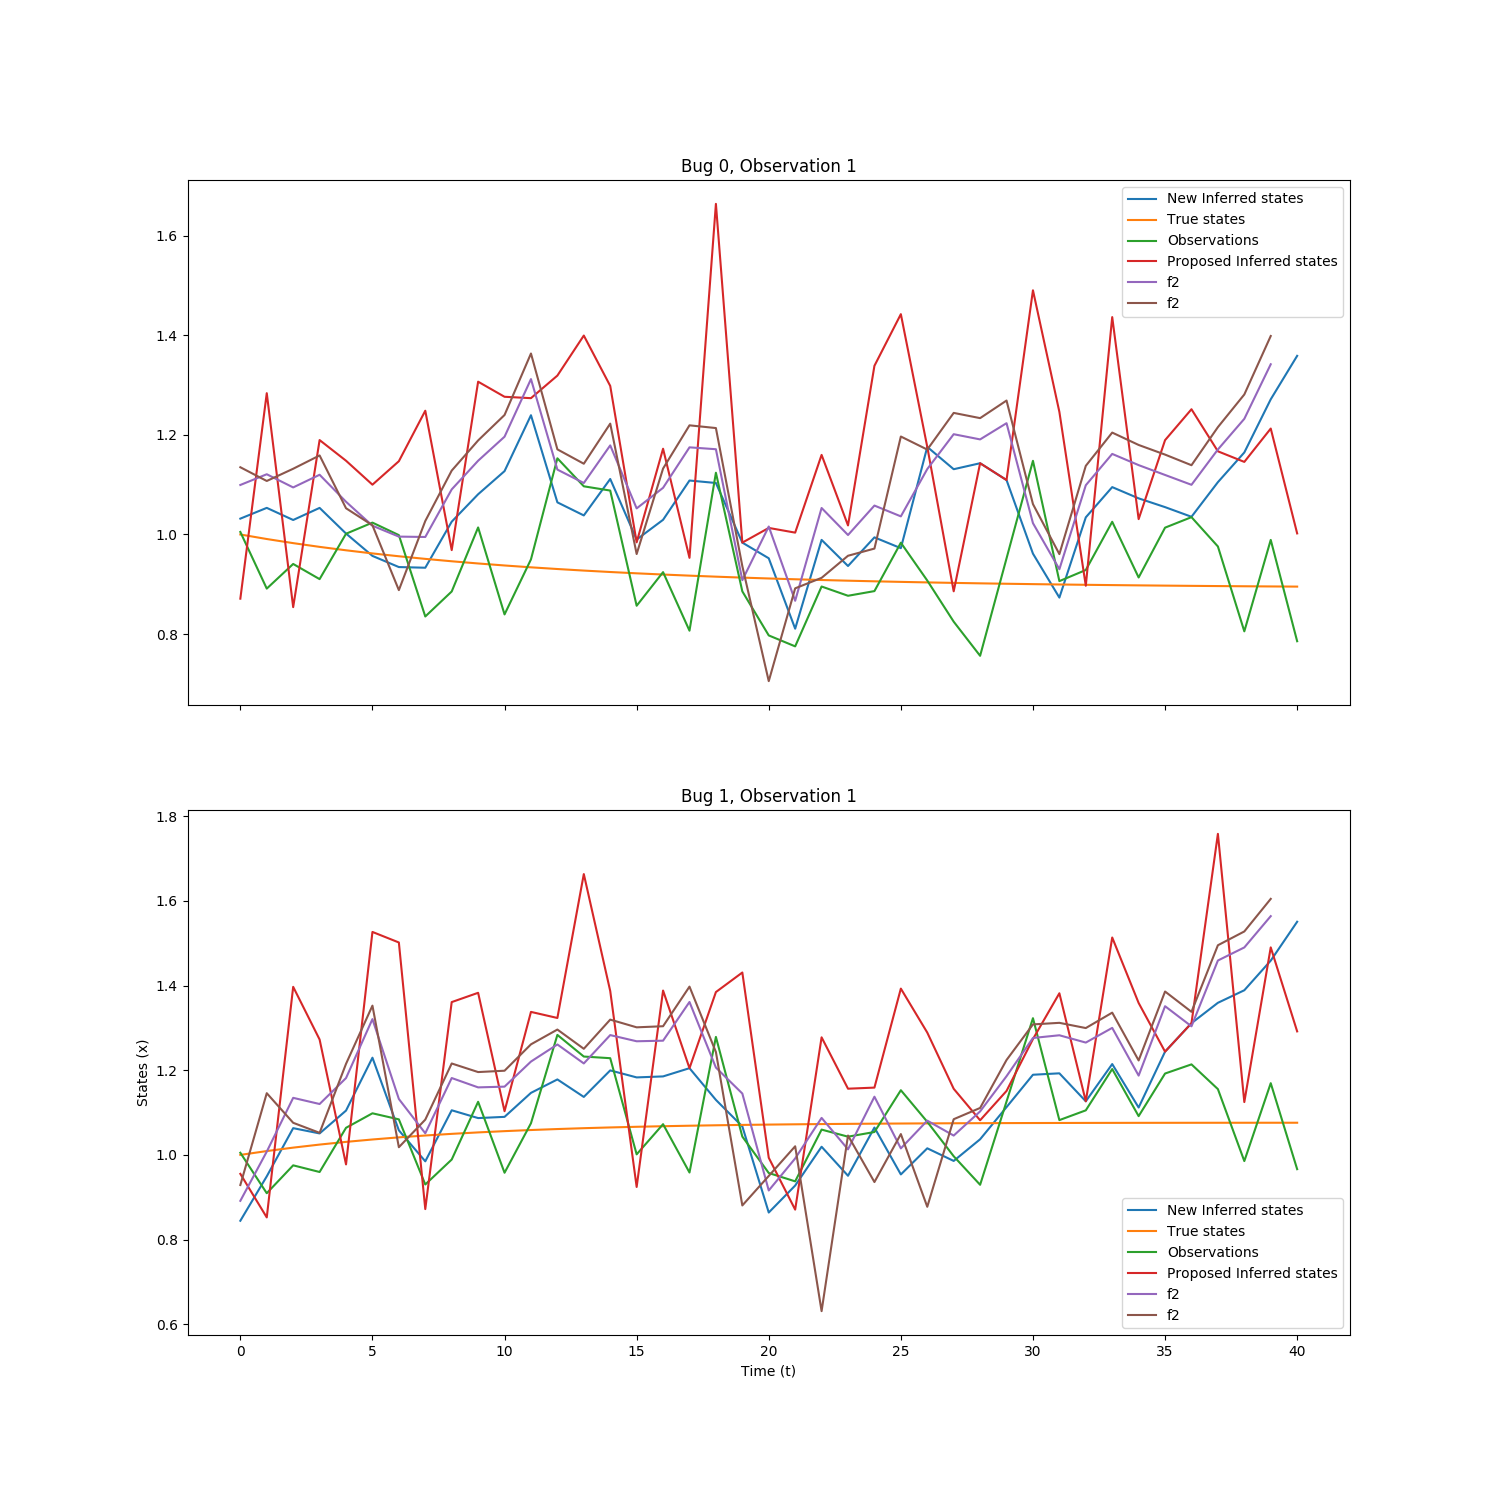 Bug 0, Observation 1
1.6
1.4
1.2
1.0
0.8
New Inferred states
True states
Observations
Proposed Inferred states
f2
f2
Bug 1, Observation 1
States (x)
1.8
1.6
1.4
1.2
1.0
0.8
0.6
New Inferred states
True states
Observations
Proposed Inferred states
f2
f2
0 5 10 15 20 25 30 35 40
Time (t)